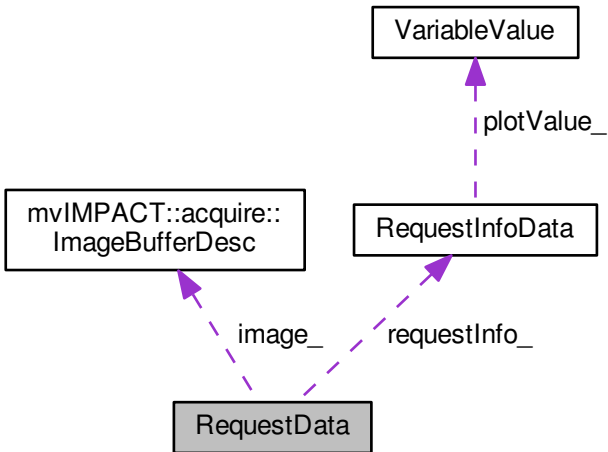 VariableValue
plotValue_
mvIMPACT::acquire::
ImageBufferDesc
RequestInfoData
image_
requestInfo_
RequestData